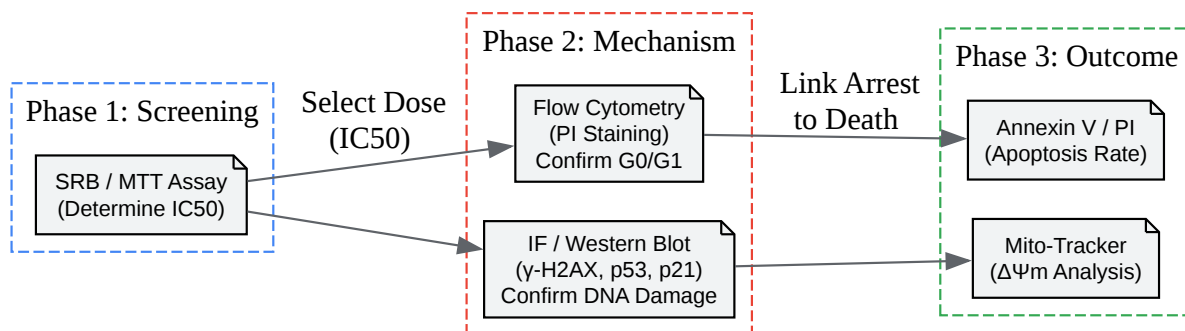 Phase 1: Screening
SRB / MTT Assay
(Determine IC50)
Select Dose
(IC50)
Phase 2: Mechanism
Flow Cytometry
(PI Staining)
Confirm G0/G1
IF / Western Blot
(γ-H2AX, p53, p21)
Confirm DNA Damage
Link Arrest
to Death
Phase 3: Outcome
Annexin V / PI
(Apoptosis Rate)
Mito-Tracker
(ΔΨm Analysis)